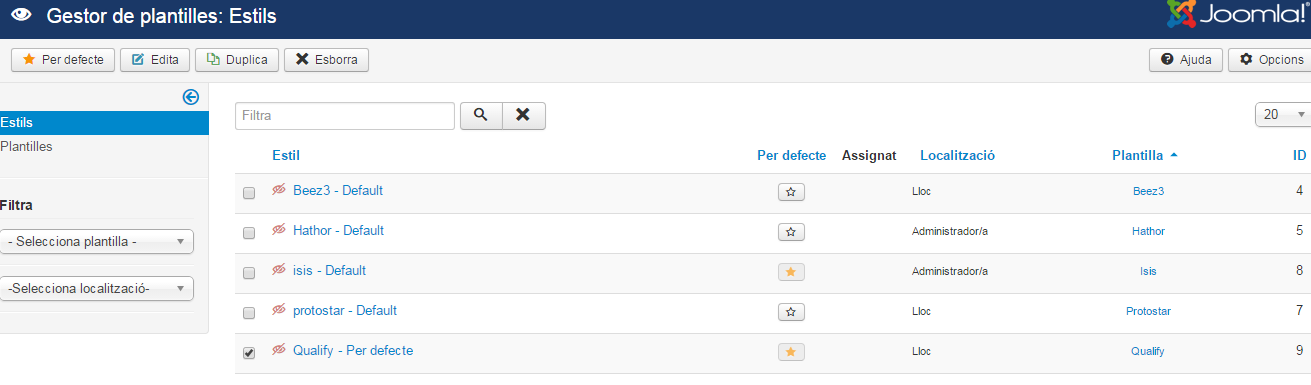 Gestor de plantilles: Estils
Joomla!®
Per defecte Edita Duplica Esborra Ajuda Opcions
Estils
Plantilles
Filtra
- Selecciona plantilla -
-Selecciona localització-
Filtra 20
Estil Per defecte Assignat Localització Plantilla ID
Beez3 - Default Lloc Beez3 4
Hathor - Default Administrador/a Hathor 5
isis - Default Administrador/a Isis 8
protostar - Default Lloc Protostar 7
Qualify - Per defecte Lloc Qualify 9